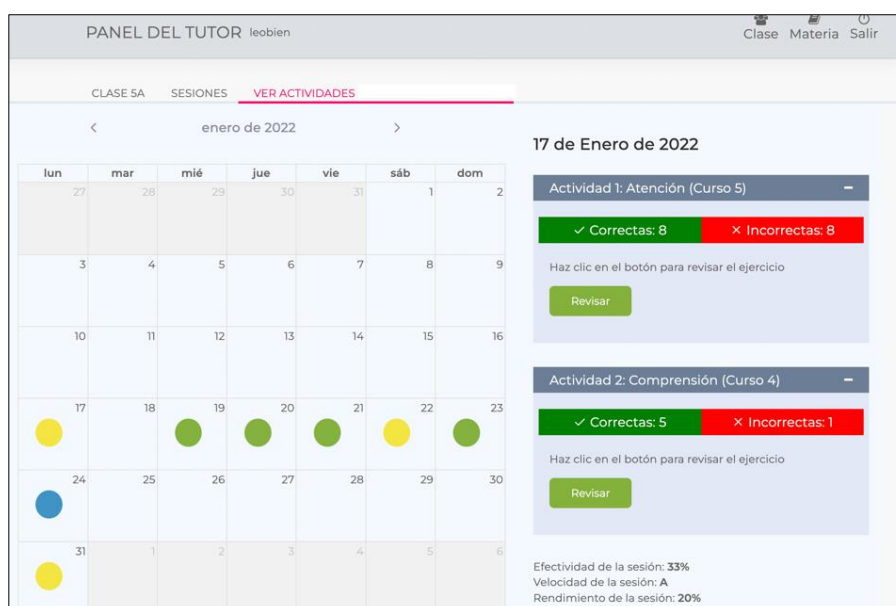 PANEL DEL TUTOR leobien
Clase Materia Salir
CLASE 5A SESIONES VER ACTIVIDADES
< enero de 2022 >
lun mar mié jue vie sáb dom
27 28 29 30 31 1 2
3 4 5 6 7 8 9
10 11 12 13 14 15 16
17 18 19 20 21 22 23
24 25 26 27 28 29 30
31 1 2 3 4 5 6
17 de Enero de 2022
Actividad 1: Atención (Curso 5) −
✓ Correctas: 8 × Incorrectas: 8
Haz clic en el botón para revisar el ejercicio
Revisar
Actividad 2: Comprensión (Curso 4) −
✓ Correctas: 5 × Incorrectas: 1
Haz clic en el botón para revisar el ejercicio
Revisar
Efectividad de la sesión: 33%
Velocidad de la sesión: A
Rendimiento de la sesión: 20%